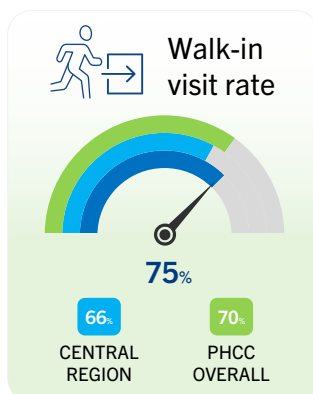 Walk-in
visit rate
75%
66%
70%
CENTRAL
REGION
PHCC
OVERALL